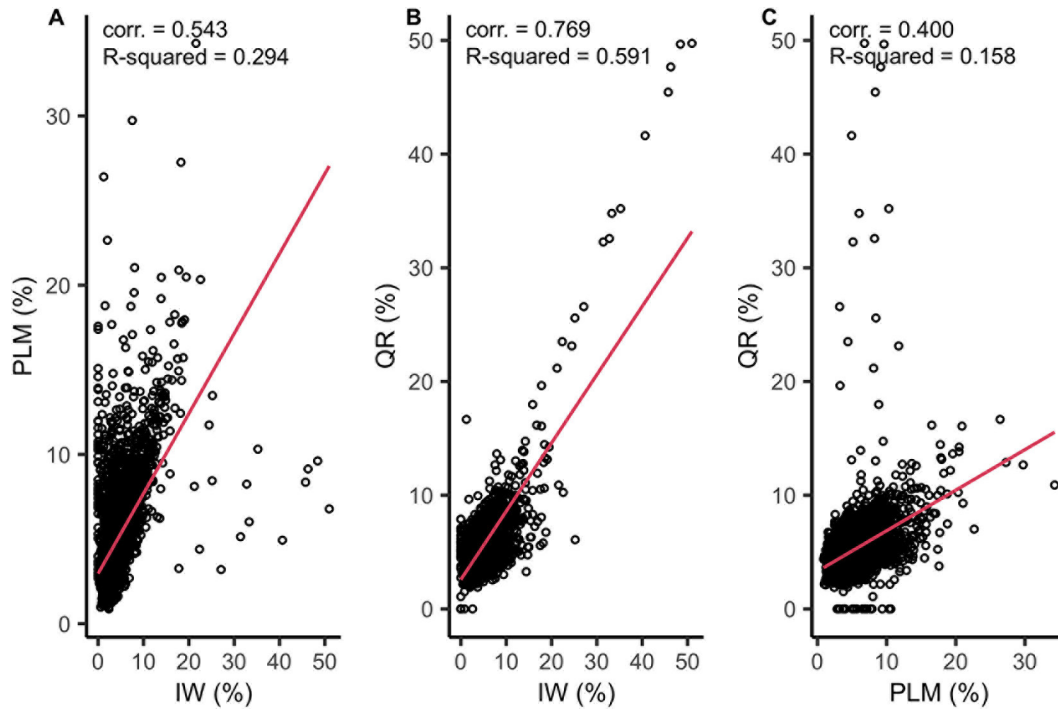 A
corr. = 0.543
R-squared = 0.294
PLM (%)
30
20
10
0
0 10 20 30 40 50
IW (%)
B
corr. = 0.769
R-squared = 0.591
QR (%)
50
40
30
20
10
0
0 10 20 30 40 50
IW (%)
C
corr. = 0.400
R-squared = 0.158
QR (%)
50
40
30
20
10
0
0 10 20 30
PLM (%)